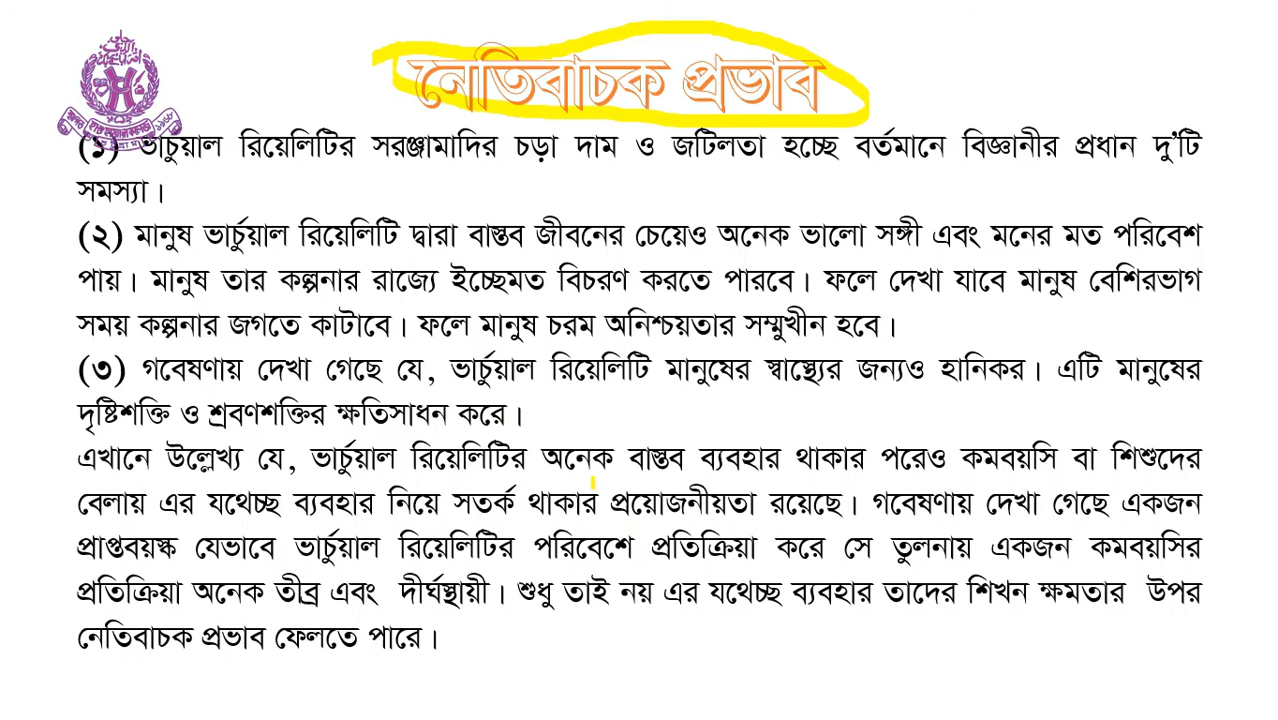 নেতিবাচক প্রভাব
(১) ভার্চুয়াল রিয়েলিটির সরঞ্জামাদির চড়া দাম ও জটিলতা হচ্ছে বর্তমানে বিজ্ঞানীর প্রধান দু’টি
সমস্যা।
(২) মানুষ ভার্চুয়াল রিয়েলিটি দ্বারা বাস্তব জীবনের চেয়েও অনেক ভালো সঙ্গী এবং মনের মত পরিবেশ
পায়। মানুষ তার কল্পনার রাজ্যে ইচ্ছেমত বিচরণ করতে পারবে। ফলে দেখা যাবে মানুষ বেশিরভাগ
সময় কল্পনার জগতে কাটাবে। ফলে মানুষ চরম অনিশ্চয়তার সম্মুখীন হবে।
(৩) গবেষণায় দেখা গেছে যে, ভার্চুয়াল রিয়েলিটি মানুষের স্বাস্থ্যের জন্যও হানিকর। এটি মানুষের
দৃষ্টিশক্তি ও শ্রবণশক্তির ক্ষতিসাধন করে।
এখানে উল্লেখ্য যে, ভার্চুয়াল রিয়েলিটির অনেক বাস্তব ব্যবহার থাকার পরেও কমবয়সি বা শিশুদের
বেলায় এর যথেচ্ছ ব্যবহার নিয়ে সতর্ক থাকার প্রয়োজনীয়তা রয়েছে। গবেষণায় দেখা গেছে একজন
প্রাপ্তবয়স্ক যেভাবে ভার্চুয়াল রিয়েলিটির পরিবেশে প্রতিক্রিয়া করে সে তুলনায় একজন কমবয়সির
প্রতিক্রিয়া অনেক তীব্র এবং দীর্ঘস্থায়ী। শুধু তাই নয় এর যথেচ্ছ ব্যবহার তাদের শিখন ক্ষমতার উপর
নেতিবাচক প্রভাব ফেলতে পারে।